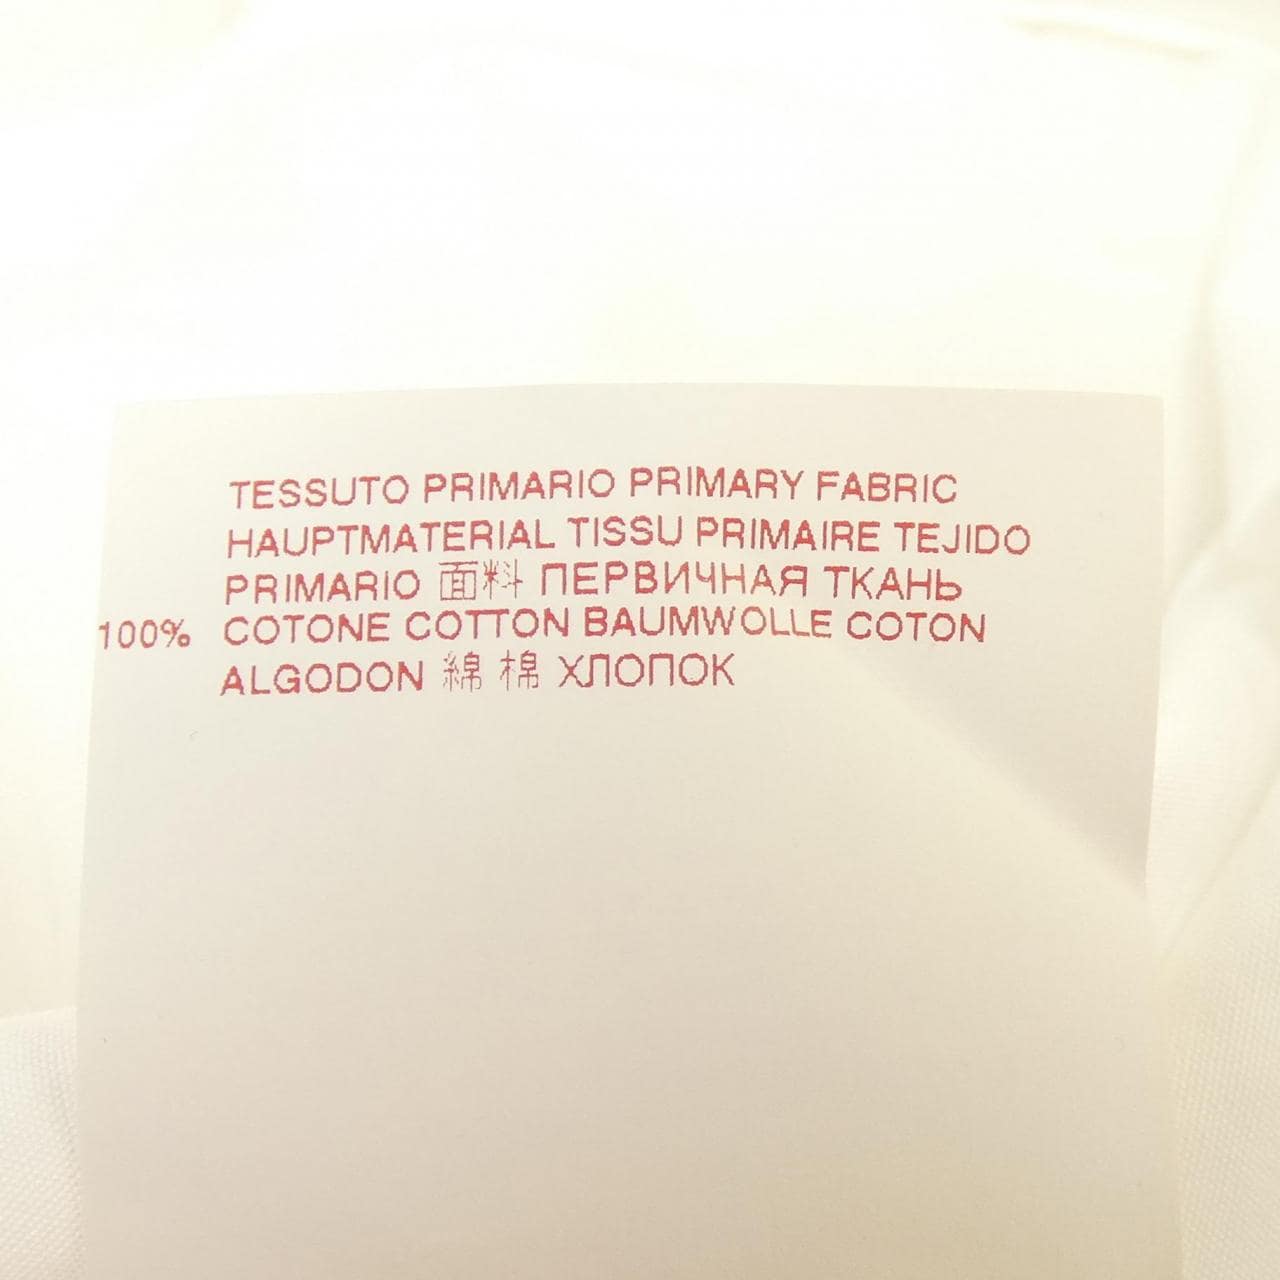 TESSUTO PRIMARIO PRIMARY FABRIC
HAUPTMATERIAL TISSU PRIMAIRE TEJIDO
PRIMARIO 面料 ПЕРВИЧНАЯ ТКАНЬ
100% COTONE COTTON BAUMWOLLE COTON
ALGODON 綿 棉 ХЛОПОК